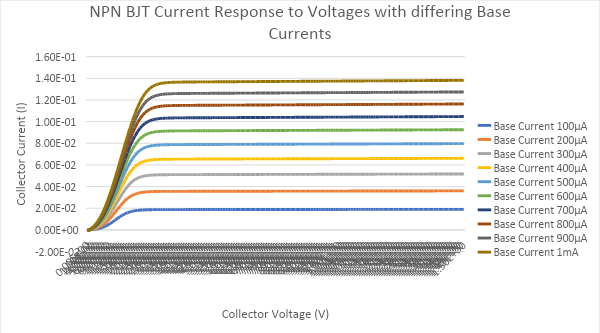 NPN BJT Current Response to Voltages with differing Base
Currents
1.60E-01
1.40E-01
1.20E-01
1.00E-01
8.00E-02
6.00E-02
4.00E-02
2.00E-02
0.00E+00
-2.00E-02
Collector Current (I)
Collector Voltage (V)
Base Current 100μA
Base Current 200μA
Base Current 300μA
Base Current 400μA
Base Current 500μA
Base Current 600μA
Base Current 700μA
Base Current 800μA
Base Current 900μA
Base Current 1mA